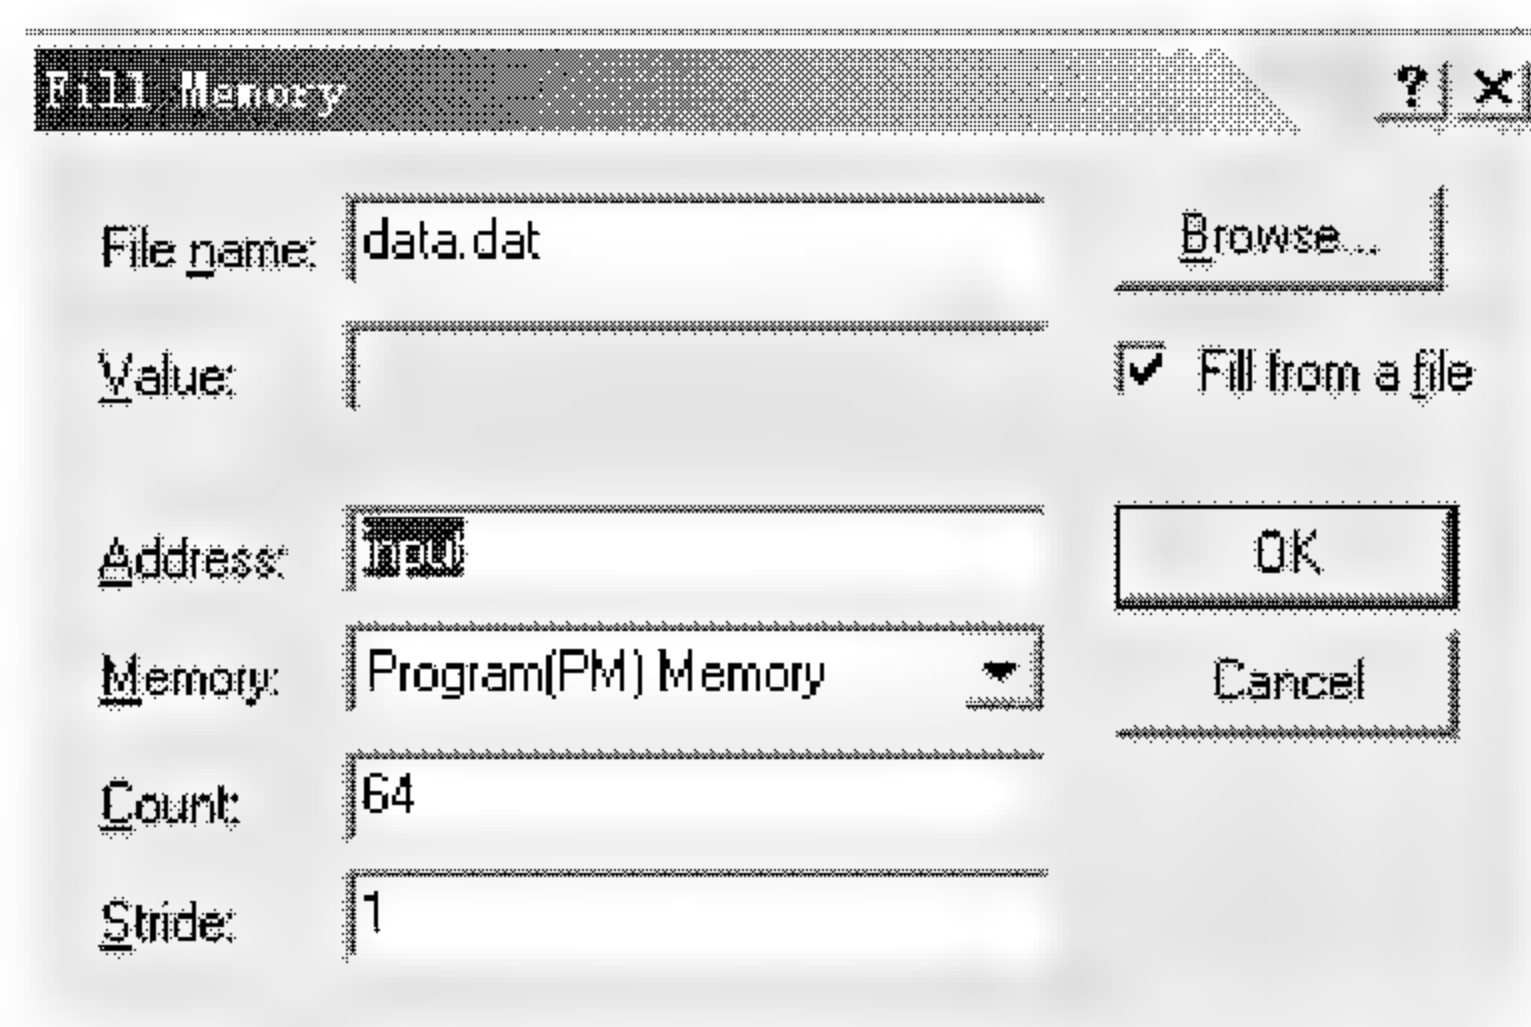 Fill Memory ? ×
File name: data.dat Browse...
Value: Fill from a file
Address: input OK
Memory: Program(PM) Memory Cancel
Count: 64
Stride: 1